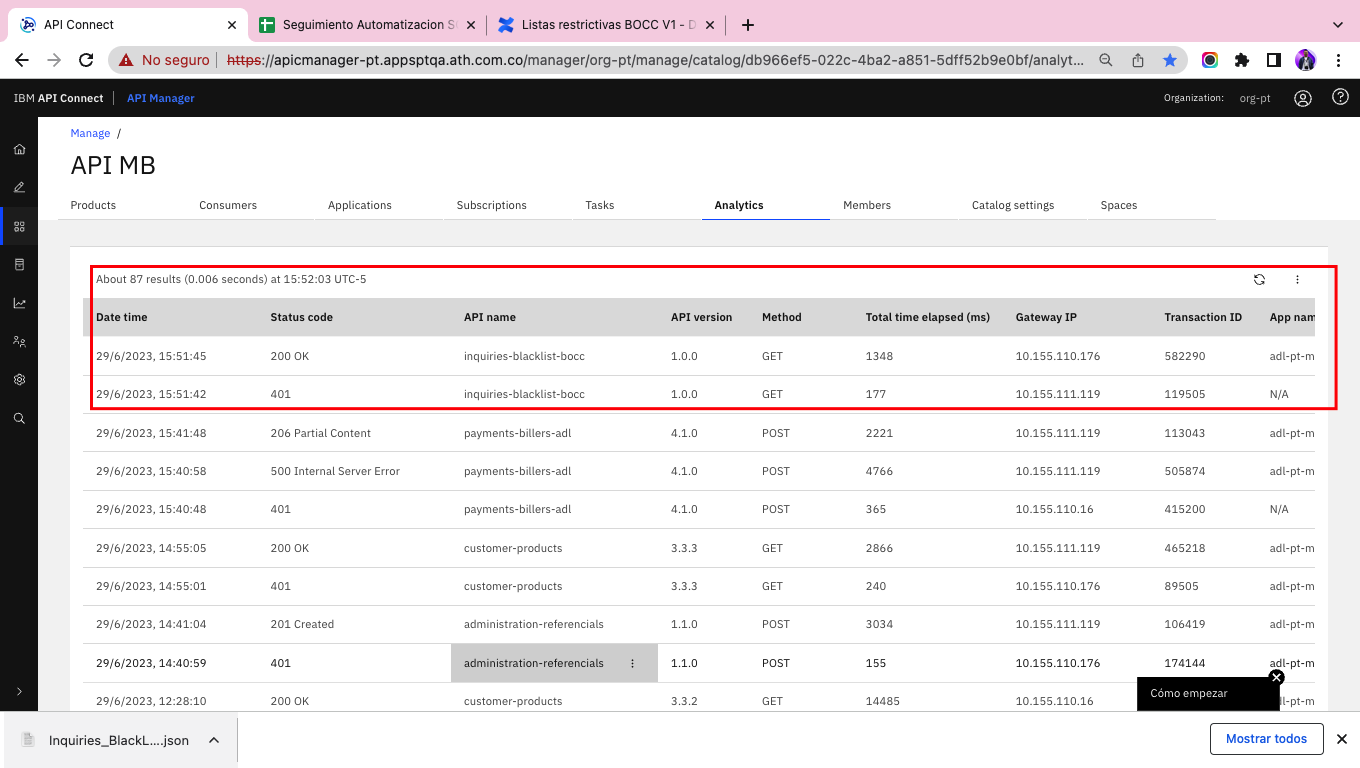 API Connect
Seguimiento Automatizacion S
Listas restrictivas BOCC V1 - D
No seguro
https://apicmanager-pt.appsptqa.ath.com.co/manager/org-pt/manage/catalog/db966ef5-022c-4ba2-a851-5dff52b9e0bf/analyt...
IBM API Connect
API Manager
Organization: org-pt
Manage /
API MB
Products Consumers Applications Subscriptions Tasks Analytics Members Catalog settings Spaces
About 87 results (0.006 seconds) at 15:52:03 UTC-5
Date time Status code API name API version Method Total time elapsed (ms) Gateway IP Transaction ID App nam
29/6/2023, 15:51:45 200 OK inquiries-blacklist-bocc 1.0.0 GET 1348 10.155.110.176 582290 adl-pt-m
29/6/2023, 15:51:42 401 inquiries-blacklist-bocc 1.0.0 GET 177 10.155.111.119 119505 N/A
29/6/2023, 15:41:48 206 Partial Content payments-billers-adl 4.1.0 POST 2221 10.155.111.119 113043 adl-pt-m
29/6/2023, 15:40:58 500 Internal Server Error payments-billers-adl 4.1.0 POST 4766 10.155.111.119 505874 adl-pt-m
29/6/2023, 15:40:48 401 payments-billers-adl 4.1.0 POST 365 10.155.110.16 415200 N/A
29/6/2023, 14:55:05 200 OK customer-products 3.3.3 GET 2866 10.155.111.119 465218 adl-pt-m
29/6/2023, 14:55:01 401 customer-products 3.3.3 GET 240 10.155.110.176 89505 adl-pt-m
29/6/2023, 14:41:04 201 Created administration-referencials 1.1.0 POST 3034 10.155.111.119 106419 adl-pt-m
29/6/2023, 14:40:59 401 administration-referencials 1.1.0 POST 155 10.155.110.176 174144 adl-pt-m
29/6/2023, 12:28:10 200 OK customer-products 3.3.2 GET 14485 10.155.110.16
Cómo empezar
Inquiries_BlackL....json
Mostrar todos